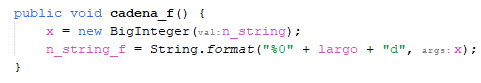 public void cadena_f() {
x = new BigInteger(val:n_string);
n_string_f = String.format("%0" + largo + "d", args:x);
}